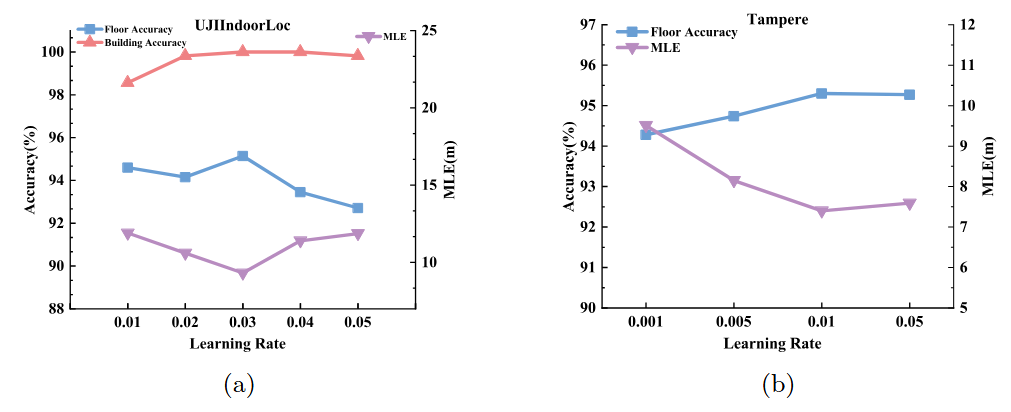 UJIIndoorLoc
Floor Accuracy
Building Accuracy
MLE
100
98
96
94
92
90
88
Accuracy(%)
25
20
15
10
MLE(m)
0.01 0.02 0.03 0.04 0.05
Learning Rate
(a)
Tampere
Floor Accuracy
MLE
97
96
95
94
93
92
91
90
Accuracy(%)
12
11
10
9
8
7
6
5
MLE(m)
0.001 0.005 0.01 0.05
Learning Rate
(b)